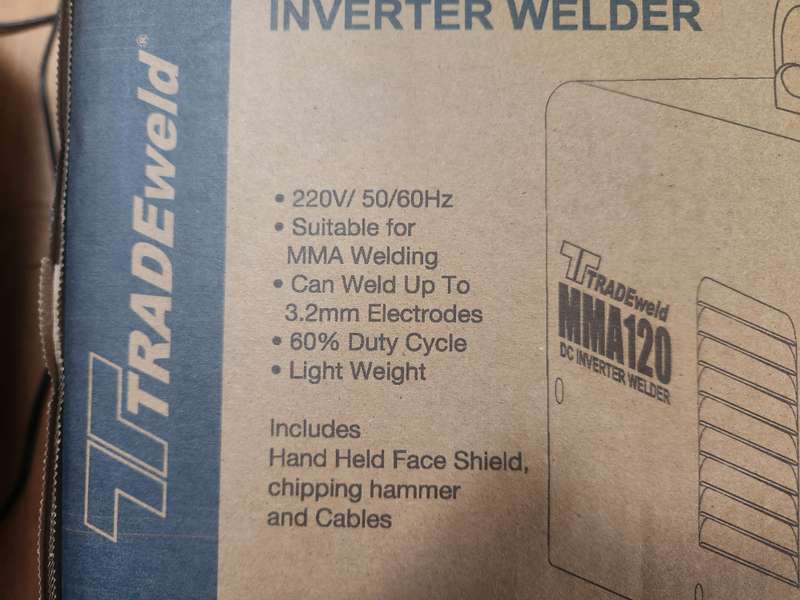 INVERTER WELDER
TRADEweld®
• 220V/ 50/60Hz
• Suitable for
MMA Welding
• Can Weld Up To
3.2mm Electrodes
• 60% Duty Cycle
• Light Weight
Includes
Hand Held Face Shield,
chipping hammer
and Cables
TRADEweld
MMA120
DC INVERTER WELDER